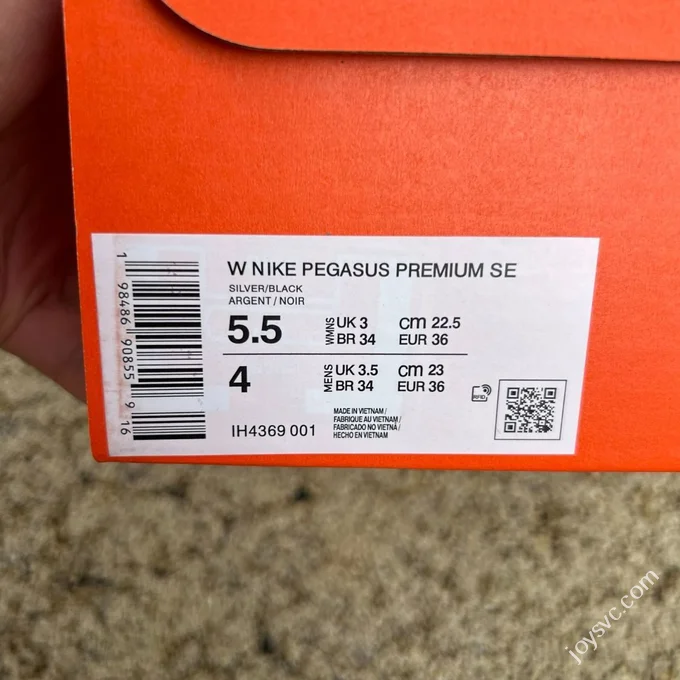 W NIKE PEGASUS PREMIUM SE
SILVER/BLACK
ARGENT / NOIR
5.5 WMNS UK 3 cm 22.5
BR 34 EUR 36
4 MENS UK 3.5 cm 23
BR 34 EUR 36
IH4369 001
MADE IN VIETNAM /
FABRIQUE AU VIETNAM /
FABRICADO NO VIETNÃ /
HECHO EN VIETNAM
RFID
1 98486 90855 9 16
joysvc.com